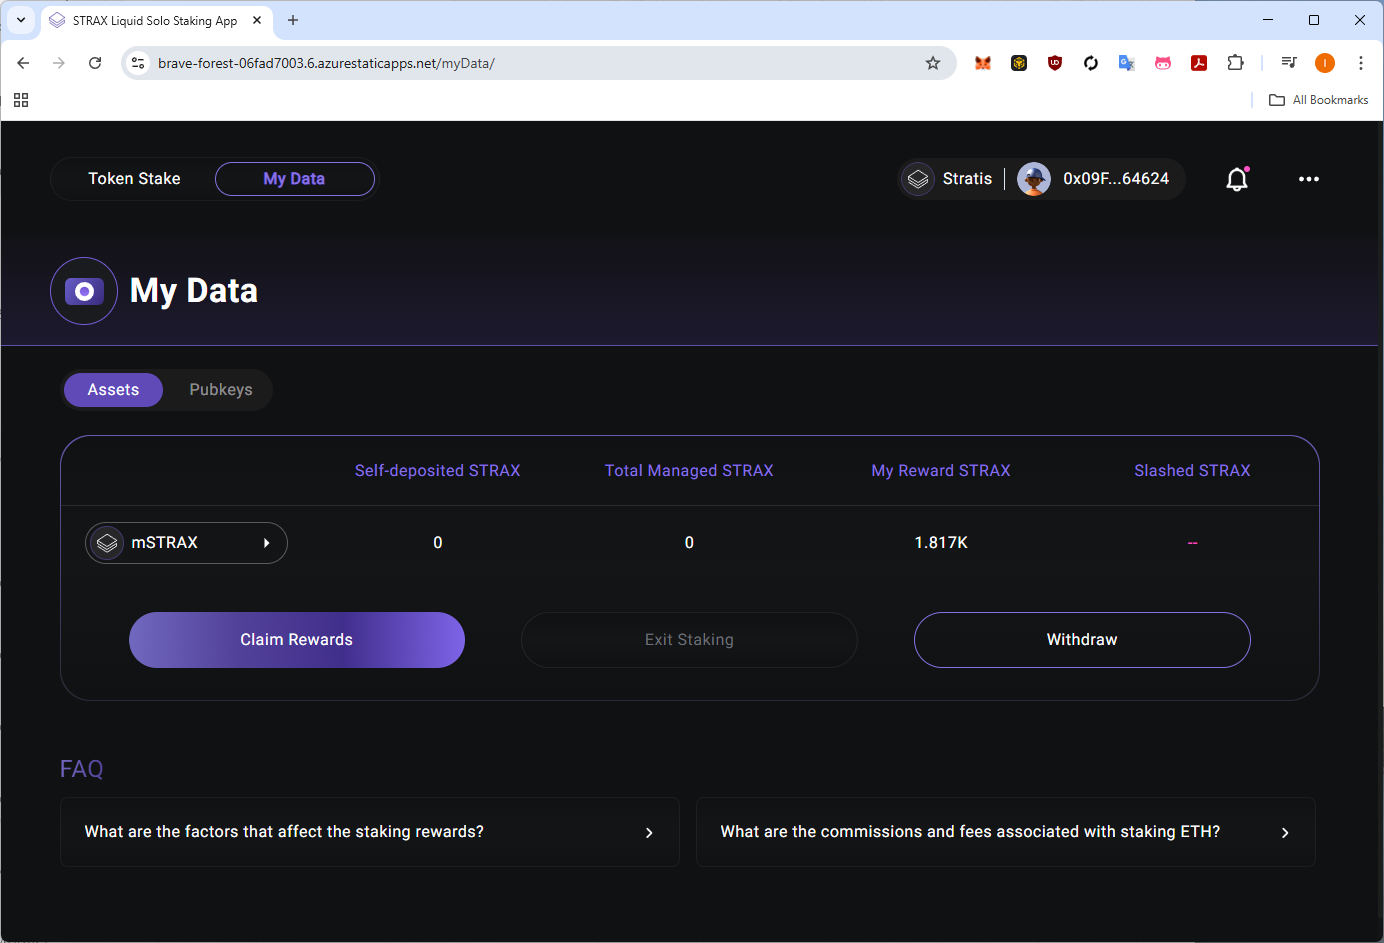 STRAX Liquid Solo Staking App
brave-forest-06fad7003.6.azurestaticapps.net/myData/
All Bookmarks
Token Stake
My Data
Stratis
0x09F...64624
My Data
Assets
Pubkeys
Self-deposited STRAX
Total Managed STRAX
My Reward STRAX
Slashed STRAX
mSTRAX
0
0
1.817K
--
Claim Rewards
Exit Staking
Withdraw
FAQ
What are the factors that affect the staking rewards?
What are the commissions and fees associated with staking ETH?